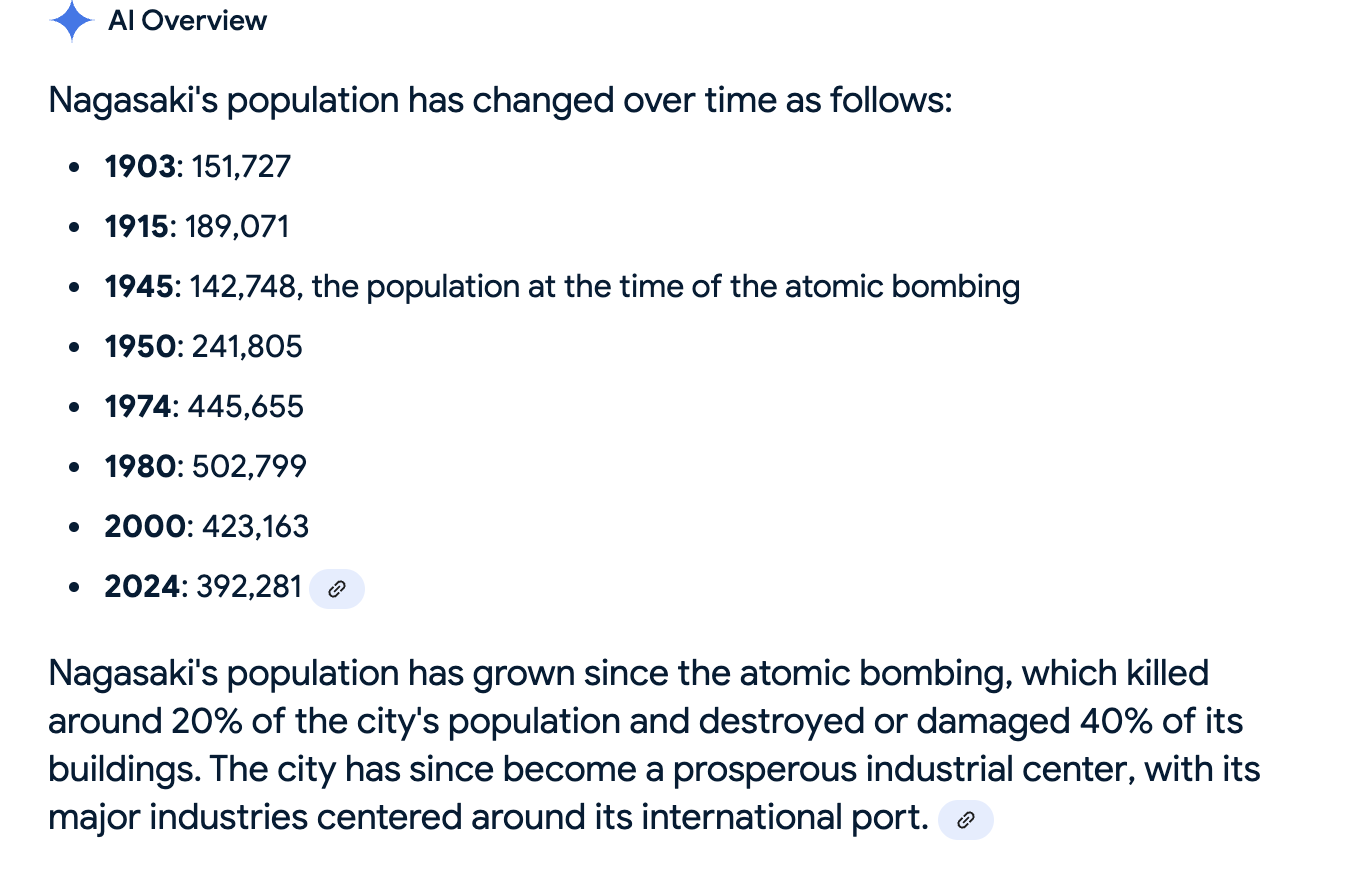 AI Overview
Nagasaki's population has changed over time as follows:
• 1903: 151,727
• 1915: 189,071
• 1945: 142,748, the population at the time of the atomic bombing
• 1950: 241,805
• 1974: 445,655
• 1980: 502,799
• 2000: 423,163
• 2024: 392,281
Nagasaki's population has grown since the atomic bombing, which killed
around 20% of the city's population and destroyed or damaged 40% of its
buildings. The city has since become a prosperous industrial center, with its
major industries centered around its international port.